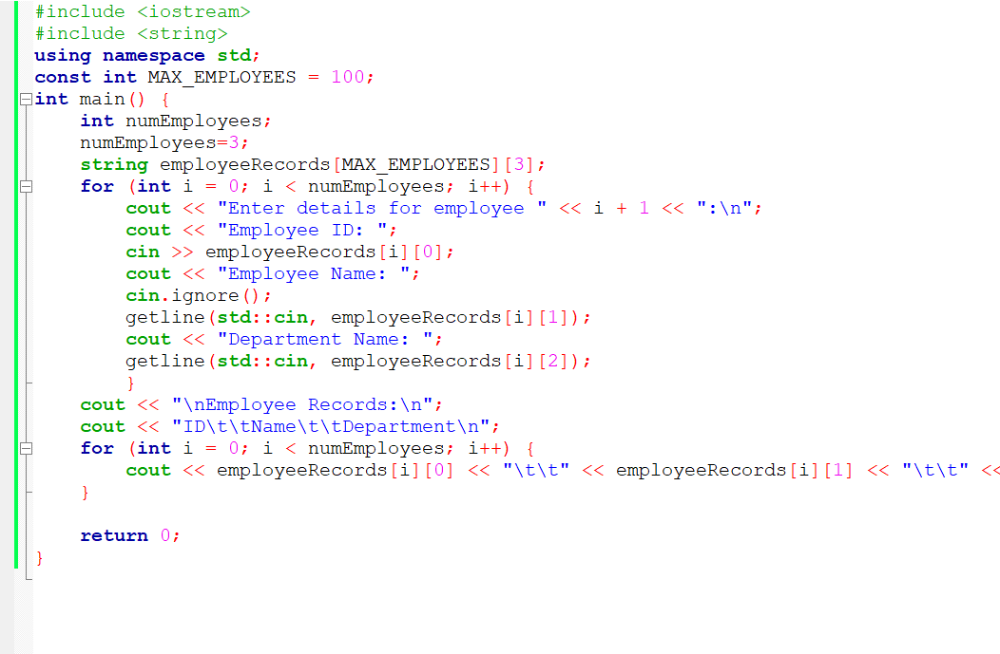 #include <iostream>
#include <string>
using namespace std;
const int MAX_EMPLOYEES = 100;
int main() {
    int numEmployees;
    numEmployees=3;
    string employeeRecords[MAX_EMPLOYEES][3];
    for (int i = 0; i < numEmployees; i++) {
        cout << "Enter details for employee " << i + 1 << ":\n";
        cout << "Employee ID: ";
        cin >> employeeRecords[i][0];
        cout << "Employee Name: ";
        cin.ignore();
        getline(std::cin, employeeRecords[i][1]);
        cout << "Department Name: ";
        getline(std::cin, employeeRecords[i][2]);
        }
    cout << "\nEmployee Records:\n";
    cout << "ID\t\tName\t\tDepartment\n";
    for (int i = 0; i < numEmployees; i++) {
        cout << employeeRecords[i][0] << "\t\t" << employeeRecords[i][1] << "\t\t" <<
    }

    return 0;
}